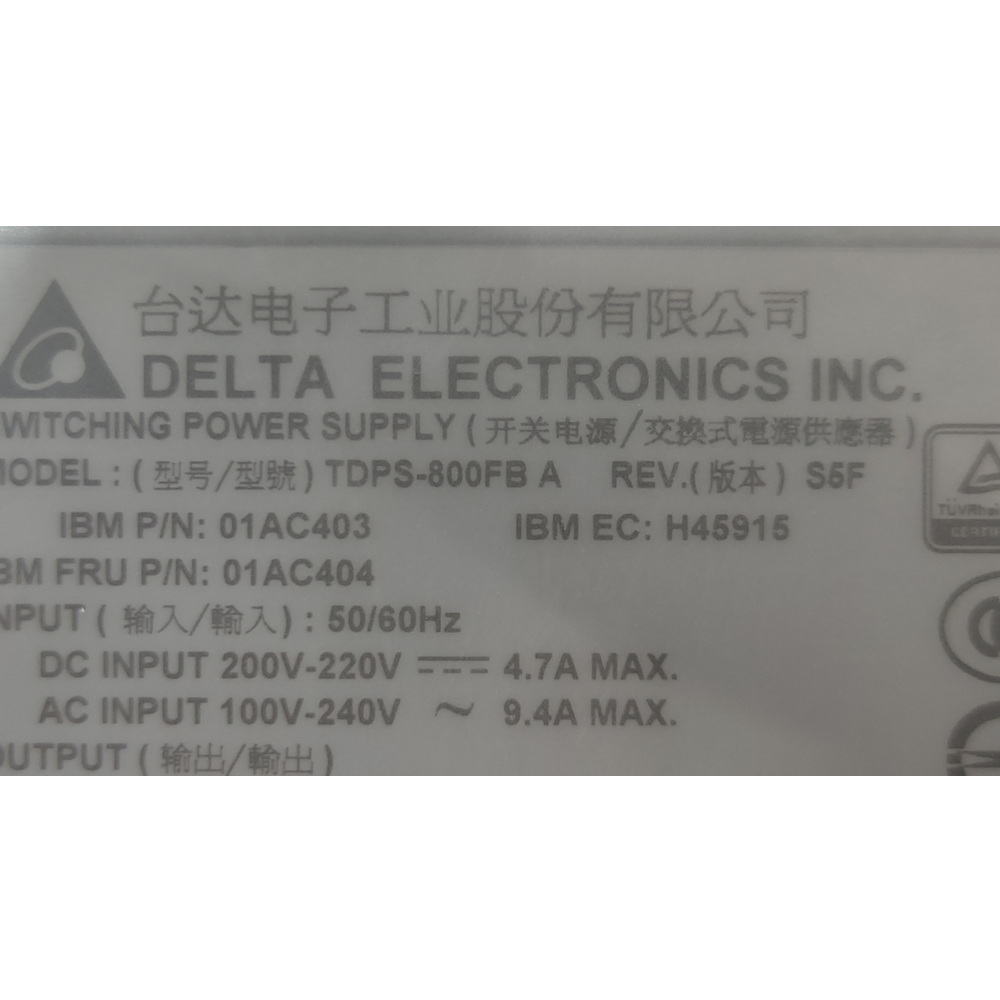 台达电子工业股份有限公司
DELTA ELECTRONICS INC.
WITCHING POWER SUPPLY ( 开关电源/交換式電源供應器 )
MODEL : ( 型号/型號 ) TDPS-800FB A REV.( 版本 ) S5F
IBM P/N: 01AC403 IBM EC: H45915
BM FRU P/N: 01AC404
NPUT ( 输入/輸入 ) : 50/60Hz
DC INPUT 200V-220V ⎓ 4.7A MAX.
AC INPUT 100V-240V ~ 9.4A MAX.
OUTPUT ( 输出/輸出 )
TÜVRhei